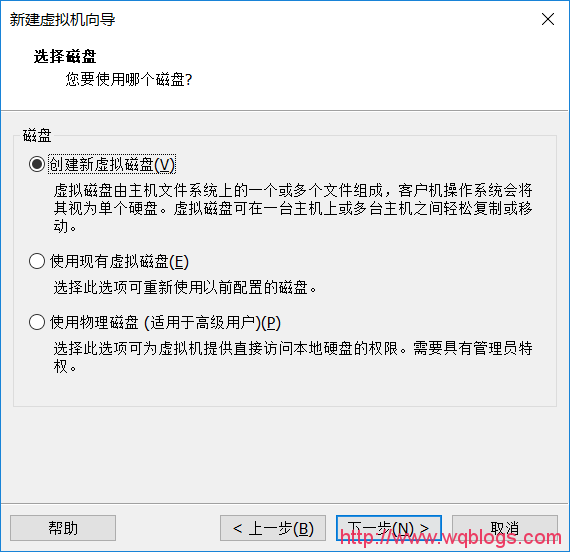 新建虚拟机向导
选择磁盘
您要使用哪个磁盘?
磁盘
创建新虚拟磁盘(V)
虚拟磁盘由主机文件系统上的一个或多个文件组成，客户机操作系统会将
其视为单个硬盘。虚拟磁盘可在一台主机上或多台主机之间轻松复制或移
动。
使用现有虚拟磁盘(E)
选择此选项可重新使用以前配置的磁盘。
使用物理磁盘 (适用于高级用户)(P)
选择此选项可为虚拟机提供直接访问本地硬盘的权限。需要具有管理员特
权。
帮助
< 上一步(B)
下一步(N) >
取消
http://www.wqblogs.com